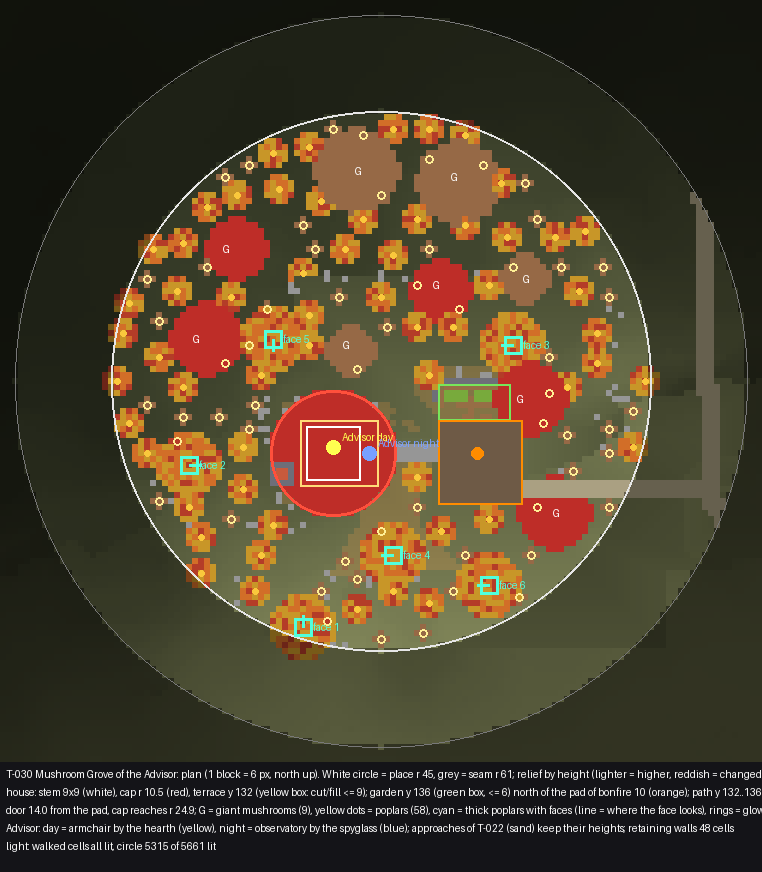 G
G
G
G
G
face 5
G
face 3
G
G
Advisor day
Advisor night
face 2
G
face 4
face 6
face 1
T-030 Mushroom Grove of the Advisor: plan (1 block = 6 px, north up). White circle = place r 45, grey = seam r 61; relief by height (lighter = higher, reddish = changed
house: stem 9x9 (white), cap r 10.5 (red), terrace y 132 (yellow box cut/fill <= 9); garden y 136 (green box, <= 6) north of the pad of bonfire 10 (orange); path y 132..136
door 14.0 from the pad, cap reaches r 24.9; G = giant mushrooms (9), yellow dots = poplars (58), cyan = thick poplars with faces (line = where the face looks), rings = glow
Advisor: day = armchair by the hearth (yellow), night = observatory by the spyglass (blue); approaches of T-022 (sand) keep their heights; retaining walls 48 cells
light: walked cells all lit, circle 5315 of 5661 lit